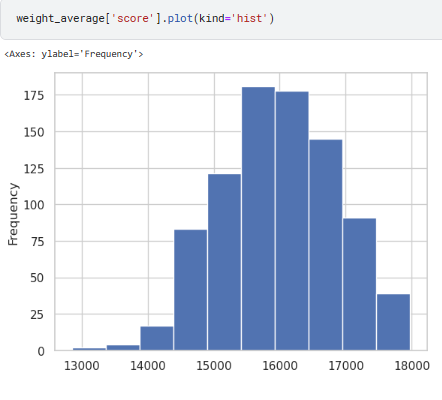 weight_average['score'].plot(kind='hist')
<Axes: ylabel='Frequency'>
175
150
125
100
75
50
25
0
Frequency
13000 14000 15000 16000 17000 18000